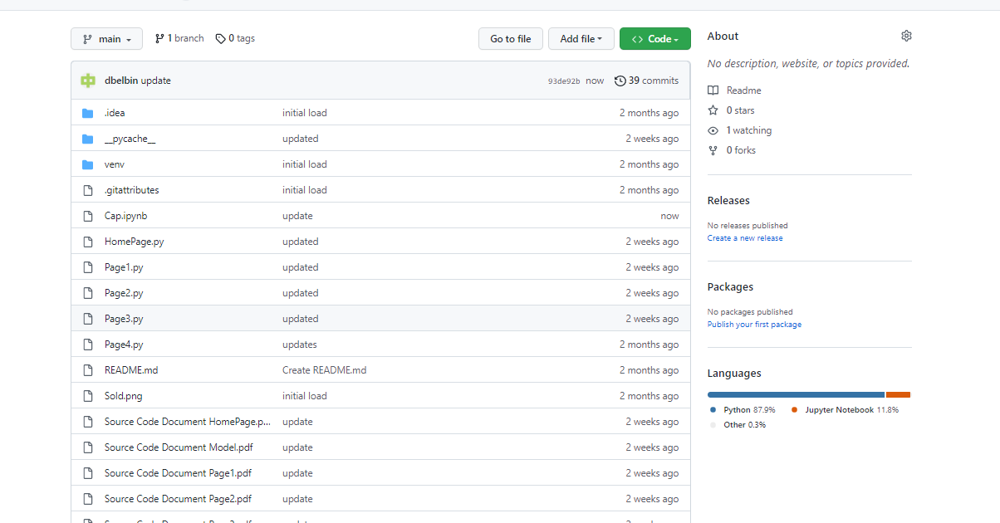 main
1 branch
0 tags
Go to file
Add file
<> Code
dbelbin update
93de92b now
39 commits
.idea initial load 2 months ago
__pycache__ updated 2 weeks ago
venv initial load 2 months ago
.gitattributes initial load 2 months ago
Cap.ipynb update now
HomePage.py updated 2 weeks ago
Page1.py updated 2 weeks ago
Page2.py updated 2 weeks ago
Page3.py updated 2 weeks ago
Page4.py updates 2 months ago
README.md Create README.md 2 months ago
Sold.png initial load 2 months ago
Source Code Document HomePage.p... update 2 weeks ago
Source Code Document Model.pdf update 2 weeks ago
Source Code Document Page1.pdf update 2 weeks ago
Source Code Document Page2.pdf update 2 weeks ago
About
No description, website, or topics provided.
Readme
0 stars
1 watching
0 forks
Releases
No releases published
Create a new release
Packages
No packages published
Publish your first package
Languages
Python 87.9%
Jupyter Notebook 11.8%
Other 0.3%